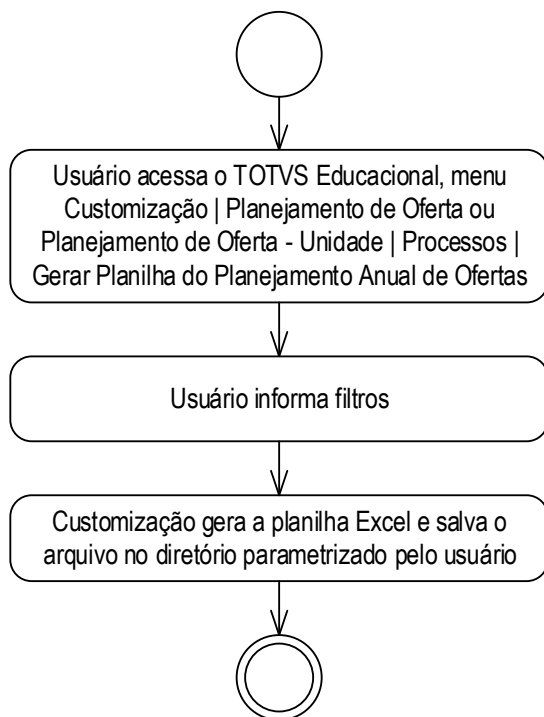 Usuário acessa o TOTVS Educacional, menu
Customização | Planejamento de Oferta ou
Planejamento de Oferta - Unidade | Processos |
Gerar Planilha do Planejamento Anual de Ofertas
Usuário informa filtros
Customização gera a planilha Excel e salva o
arquivo no diretório parametrizado pelo usuário